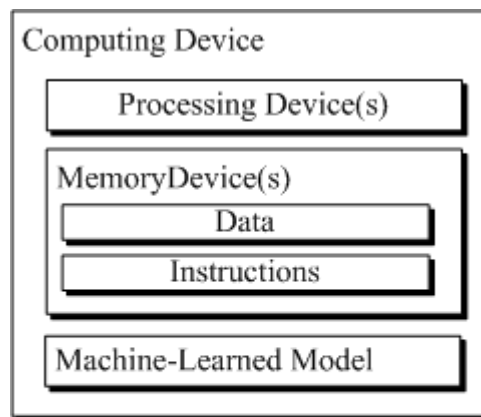 Computing Device
Processing Device(s)
MemoryDevice(s)
Data
Instructions
Machine-Learned Model